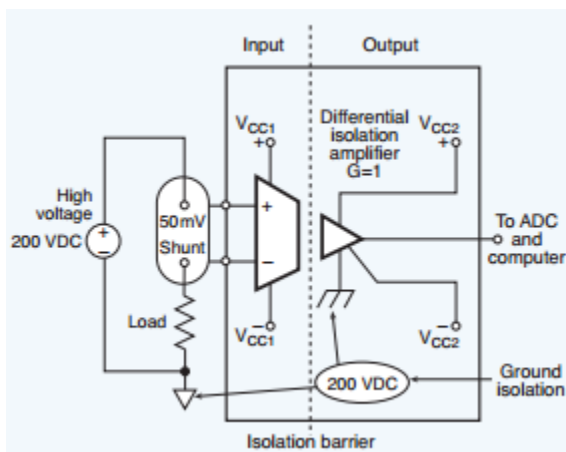 Input
Output
Differential
isolation
amplifier
G=1
VCC1
+
VCC2
+
High
voltage
200 VDC
+
−
50mV
Shunt
+
−
To ADC
and
computer
Load
−
VCC1
−
VCC2
200 VDC
Ground
isolation
Isolation barrier